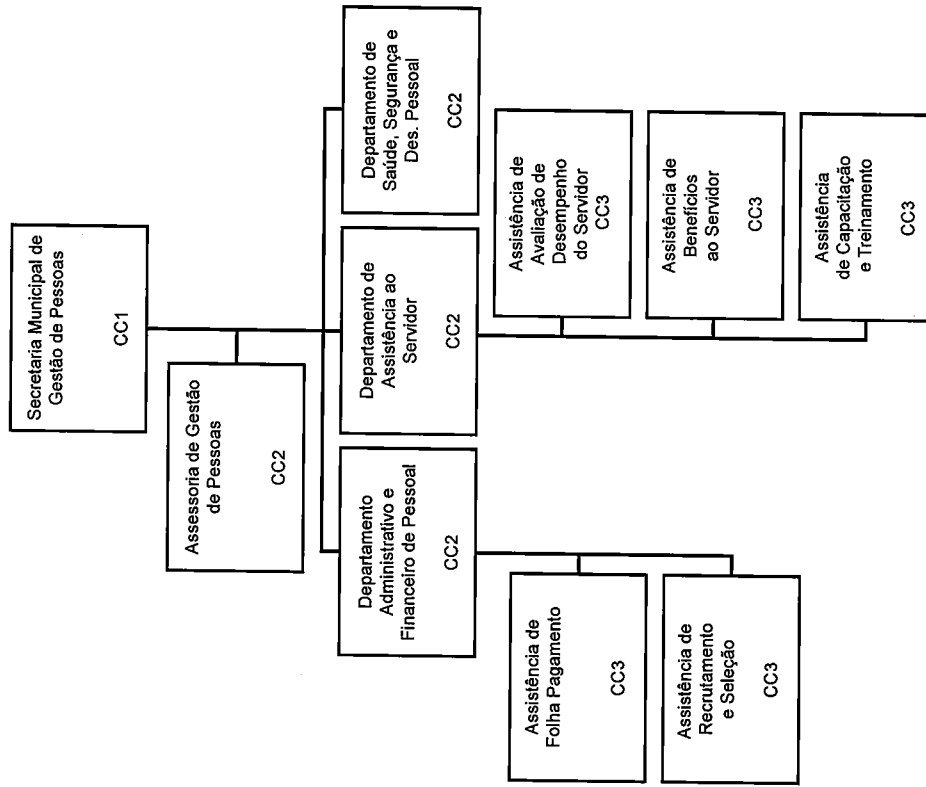 Secretaria Municipal de
Gestão de Pessoas
CC1
Assessoria de Gestão
de Pessoas
CC2
Departamento
Administrativo e
Financeiro de Pessoal
CC2
Departamento de
Assistência ao
Servidor
CC2
Departamento de
Saúde, Segurança e
Des. Pessoal
CC2
Assistência de
Folha Pagamento
CC3
Assistência de
Recrutamento
e Seleção
CC3
Assistência de
Avaliação de
Desempenho
do Servidor
CC3
Assistência de
Benefícios
ao Servidor
CC3
Assistência
de Capacitação
e Treinamento
CC3